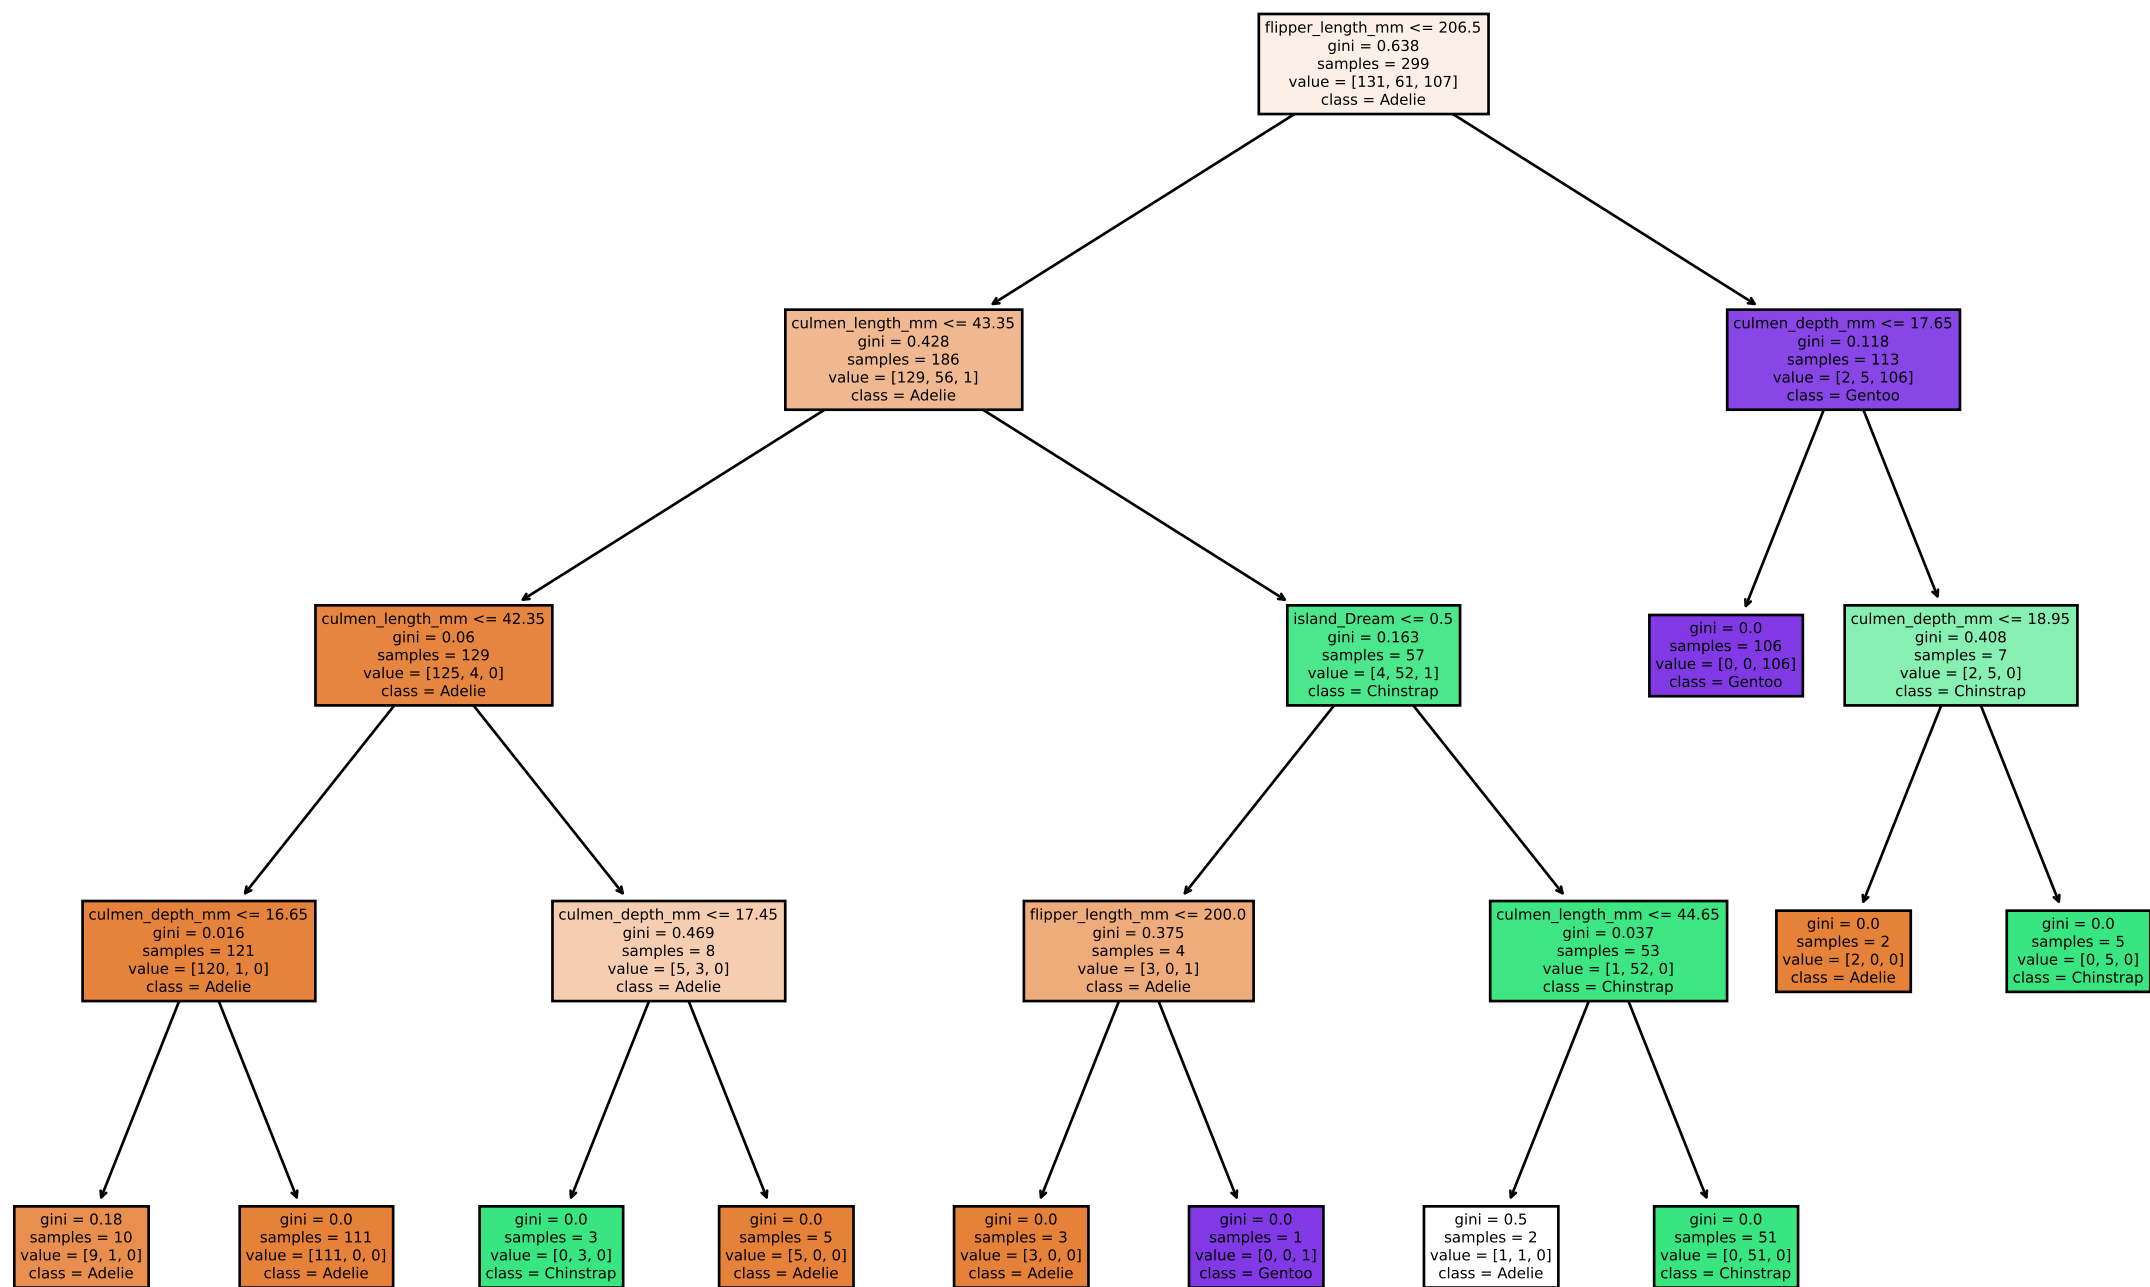 flipper_length_mm <= 206.5
gini = 0.638
samples = 299
value = [131, 61, 107]
class = Adelie
culmen_length_mm <= 43.35
gini = 0.428
samples = 186
value = [129, 56, 1]
class = Adelie
culmen_depth_mm <= 17.65
gini = 0.118
samples = 113
value = [2, 5, 106]
class = Gentoo
culmen_length_mm <= 42.35
gini = 0.06
samples = 129
value = [125, 4, 0]
class = Adelie
island_Dream <= 0.5
gini = 0.163
samples = 57
value = [4, 52, 1]
class = Chinstrap
gini = 0.0
samples = 106
value = [0, 0, 106]
class = Gentoo
culmen_depth_mm <= 18.95
gini = 0.408
samples = 7
value = [2, 5, 0]
class = Chinstrap
culmen_depth_mm <= 16.65
gini = 0.016
samples = 121
value = [120, 1, 0]
class = Adelie
culmen_depth_mm <= 17.45
gini = 0.469
samples = 8
value = [5, 3, 0]
class = Adelie
flipper_length_mm <= 200.0
gini = 0.375
samples = 4
value = [3, 0, 1]
class = Adelie
culmen_length_mm <= 44.65
gini = 0.037
samples = 53
value = [1, 52, 0]
class = Chinstrap
gini = 0.0
samples = 2
value = [2, 0, 0]
class = Adelie
gini = 0.0
samples = 5
value = [0, 5, 0]
class = Chinstrap
gini = 0.18
samples = 10
value = [9, 1, 0]
class = Adelie
gini = 0.0
samples = 111
value = [111, 0, 0]
class = Adelie
gini = 0.0
samples = 3
value = [0, 3, 0]
class = Chinstrap
gini = 0.0
samples = 5
value = [5, 0, 0]
class = Adelie
gini = 0.0
samples = 3
value = [3, 0, 0]
class = Adelie
gini = 0.0
samples = 1
value = [0, 0, 1]
class = Gentoo
gini = 0.5
samples = 2
value = [1, 1, 0]
class = Adelie
gini = 0.0
samples = 51
value = [0, 51, 0]
class = Chinstrap